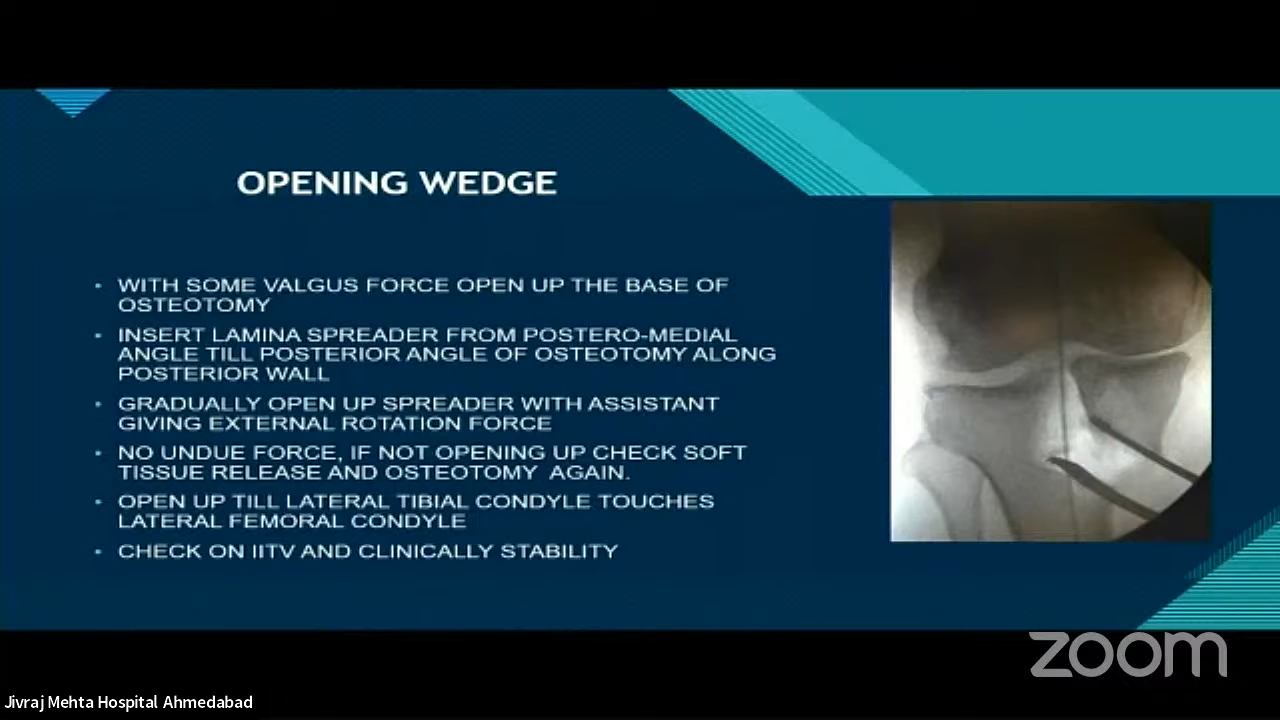 OPENING WEDGE
• WITH SOME VALGUS FORCE OPEN UP THE BASE OF
OSTEOTOMY
• INSERT LAMINA SPREADER FROM POSTERO-MEDIAL
ANGLE TILL POSTERIOR ANGLE OF OSTEOTOMY ALONG
POSTERIOR WALL
• GRADUALLY OPEN UP SPREADER WITH ASSISTANT
GIVING EXTERNAL ROTATION FORCE
• NO UNDUE FORCE, IF NOT OPENING UP CHECK SOFT
TISSUE RELEASE AND OSTEOTOMY AGAIN.
• OPEN UP TILL LATERAL TIBIAL CONDYLE TOUCHES
LATERAL FEMORAL CONDYLE
• CHECK ON IITV AND CLINICALLY STABILITY
zoom
Jivraj Mehta Hospital Ahmedabad